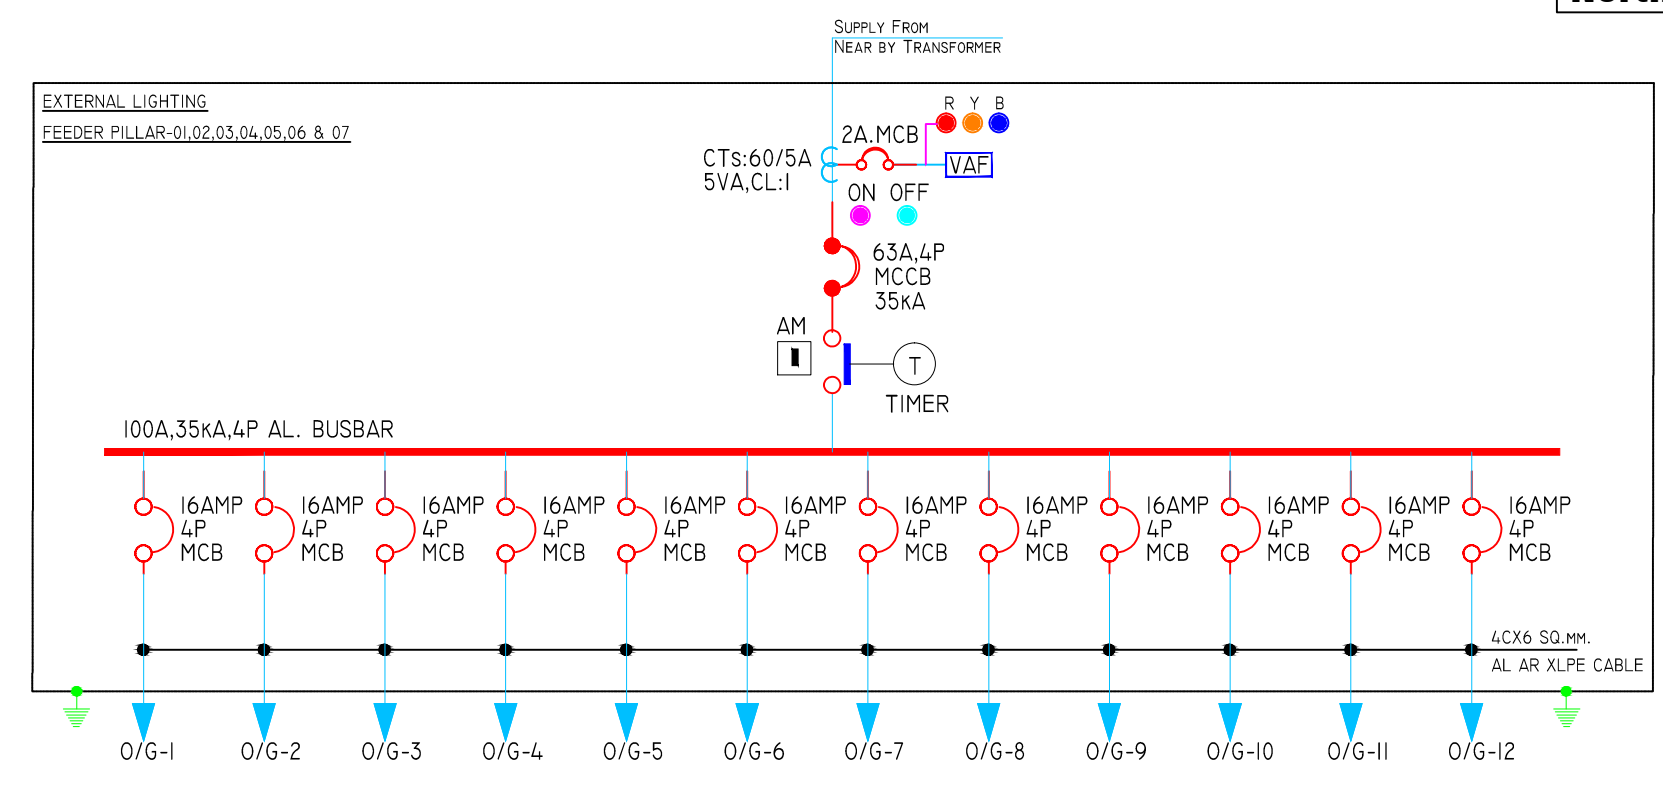 SUPPLY FROM
NEAR BY TRANSFORMER
EXTERNAL LIGHTING
FEEDER PILLAR-01,02,03,04,05,06 & 07
R Y B
2A.MCB
CTs:60/5A
5VA,CL:1
VAF
ON OFF
63A,4P
MCCB
35kA
AM
T
TIMER
100A,35kA,4P AL. BUSBAR
16AMP 16AMP 16AMP 16AMP 16AMP 16AMP 16AMP 16AMP 16AMP 16AMP 16AMP 16AMP
4P 4P 4P 4P 4P 4P 4P 4P 4P 4P 4P 4P
MCB MCB MCB MCB MCB MCB MCB MCB MCB MCB MCB MCB
4CX6 SQ.MM.
AL AR XLPE CABLE
O/G-1 O/G-2 O/G-3 O/G-4 O/G-5 O/G-6 O/G-7 O/G-8 O/G-9 O/G-10 O/G-11 O/G-12